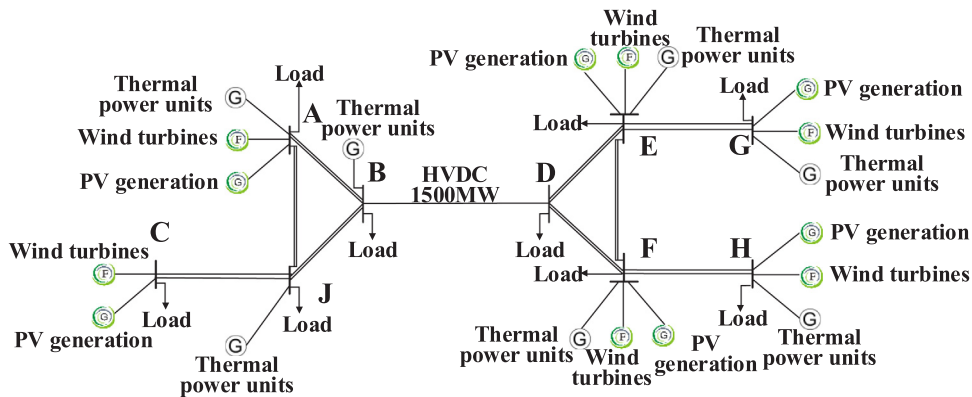 Wind
turbines
PV generation
G
F
G
Thermal
power units
Load
Load
Thermal
power units
G
A
Thermal
power units
G
PV generation
Load
E
G
Wind turbines
F
F
Wind turbines
PV generation
G
B
HVDC
1500MW
D
G
Thermal
power units
Load
Load
C
Wind turbines
F
F
H
G
PV generation
Load
F
Wind turbines
G
PV generation
Load
J
Load
Load
G
Thermal
power units
G
Thermal
power units
G
F
G
Wind
turbines
PV
generation
Thermal
power units